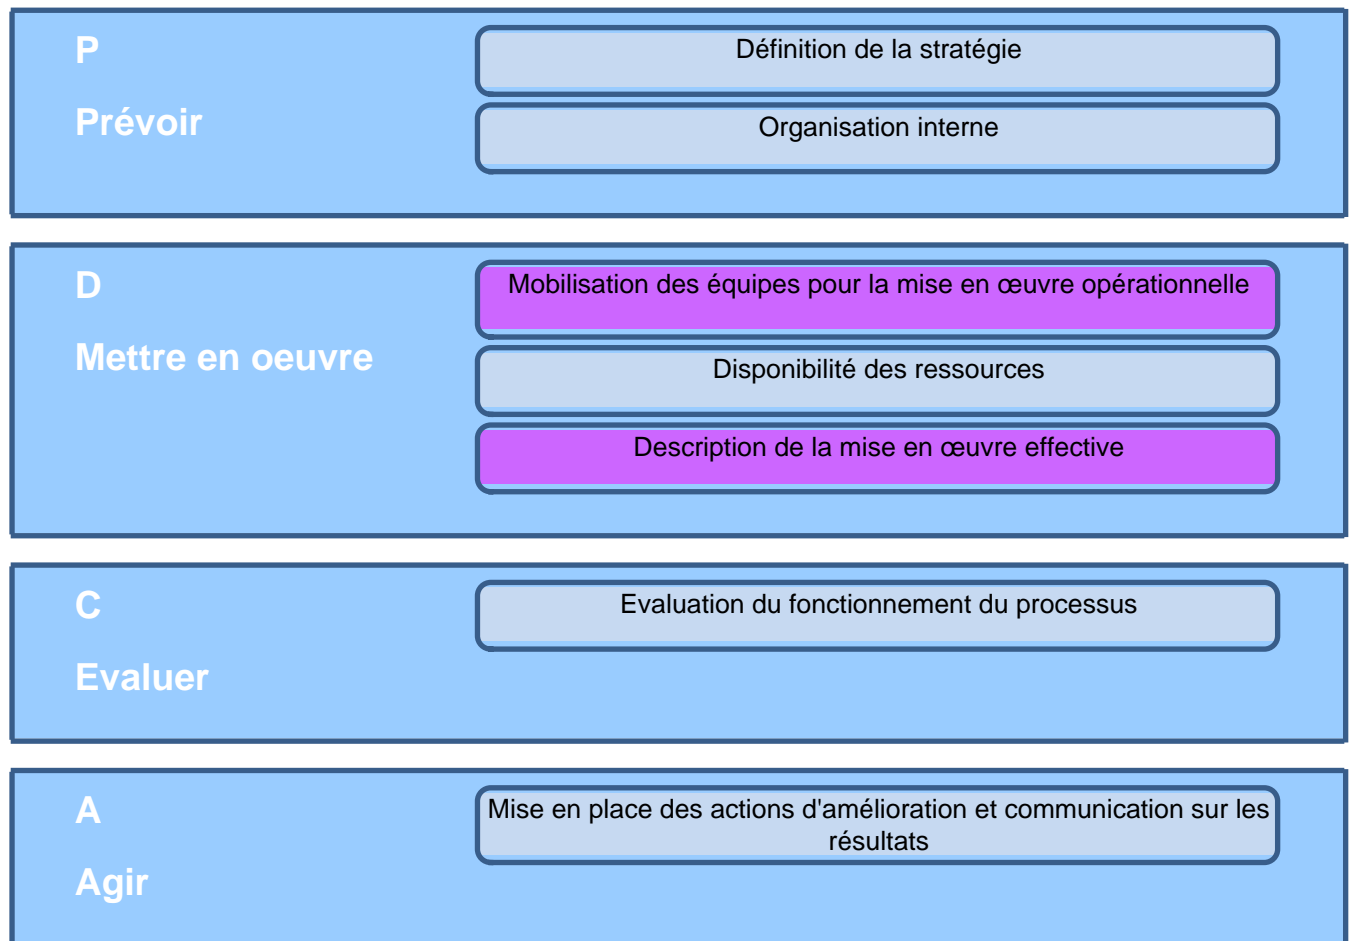 P
Prévoir
Définition de la stratégie
Organisation interne
D
Mettre en oeuvre
Mobilisation des équipes pour la mise en œuvre opérationnelle
Disponibilité des ressources
Description de la mise en œuvre effective
C
Evaluer
Evaluation du fonctionnement du processus
A
Agir
Mise en place des actions d'amélioration et communication sur les
résultats